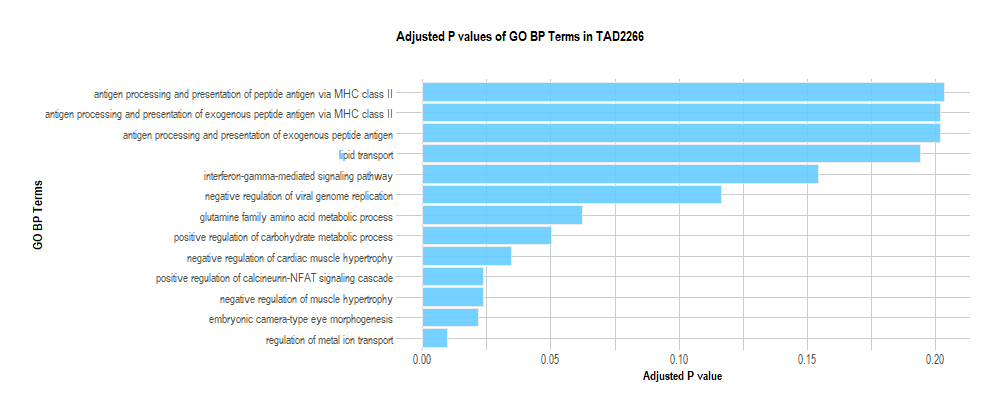 Adjusted P values of GO BP Terms in TAD2266
antigen processing and presentation of peptide antigen via MHC class II
antigen processing and presentation of exogenous peptide antigen via MHC class II
antigen processing and presentation of exogenous peptide antigen
lipid transport
interferon-gamma-mediated signaling pathway
negative regulation of viral genome replication
glutamine family amino acid metabolic process
positive regulation of carbohydrate metabolic process
negative regulation of cardiac muscle hypertrophy
positive regulation of calcineurin-NFAT signaling cascade
negative regulation of muscle hypertrophy
embryonic camera-type eye morphogenesis
regulation of metal ion transport
GO BP Terms
0.00 0.05 0.10 0.15 0.20
Adjusted P value